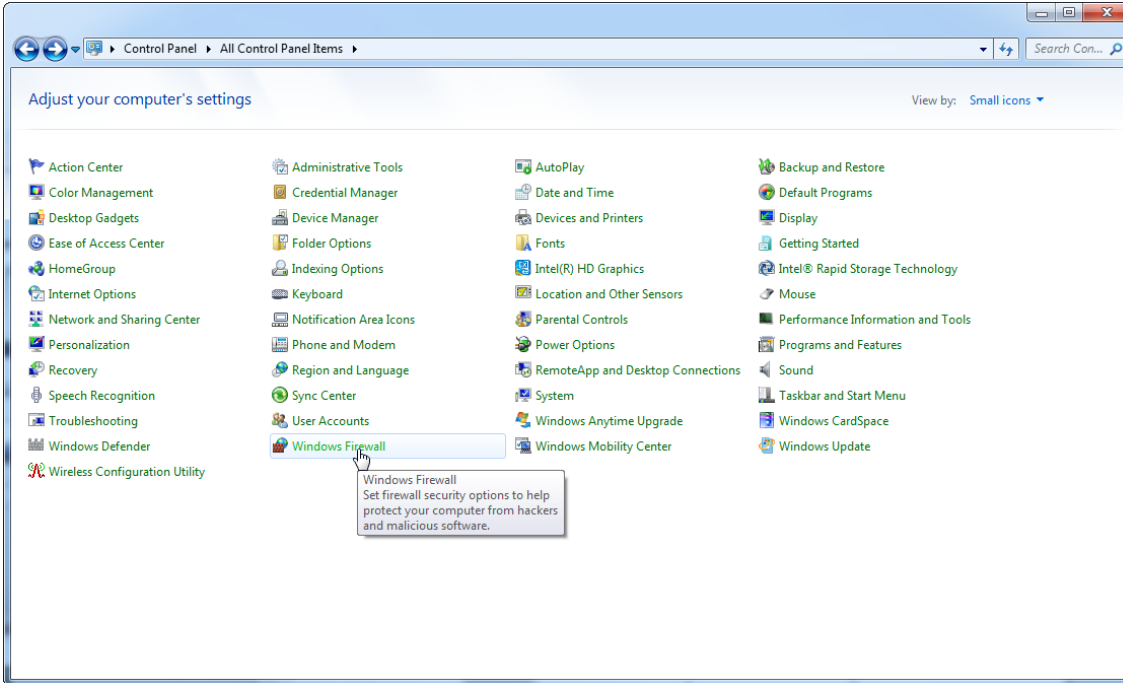 Control Panel All Control Panel Items
Search Con...
Adjust your computer's settings
View by: Small icons
Action Center Administrative Tools AutoPlay Backup and Restore
Color Management Credential Manager Date and Time Default Programs
Desktop Gadgets Device Manager Devices and Printers Display
Ease of Access Center Folder Options Fonts Getting Started
HomeGroup Indexing Options Intel(R) HD Graphics Intel® Rapid Storage Technology
Internet Options Keyboard Location and Other Sensors Mouse
Network and Sharing Center Notification Area Icons Parental Controls Performance Information and Tools
Personalization Phone and Modem Power Options Programs and Features
Recovery Region and Language RemoteApp and Desktop Connections Sound
Speech Recognition Sync Center System Taskbar and Start Menu
Troubleshooting User Accounts Windows Anytime Upgrade Windows CardSpace
Windows Defender Windows Firewall Windows Mobility Center Windows Update
Wireless Configuration Utility
Windows Firewall
Set firewall security options to help
protect your computer from hackers
and malicious software.